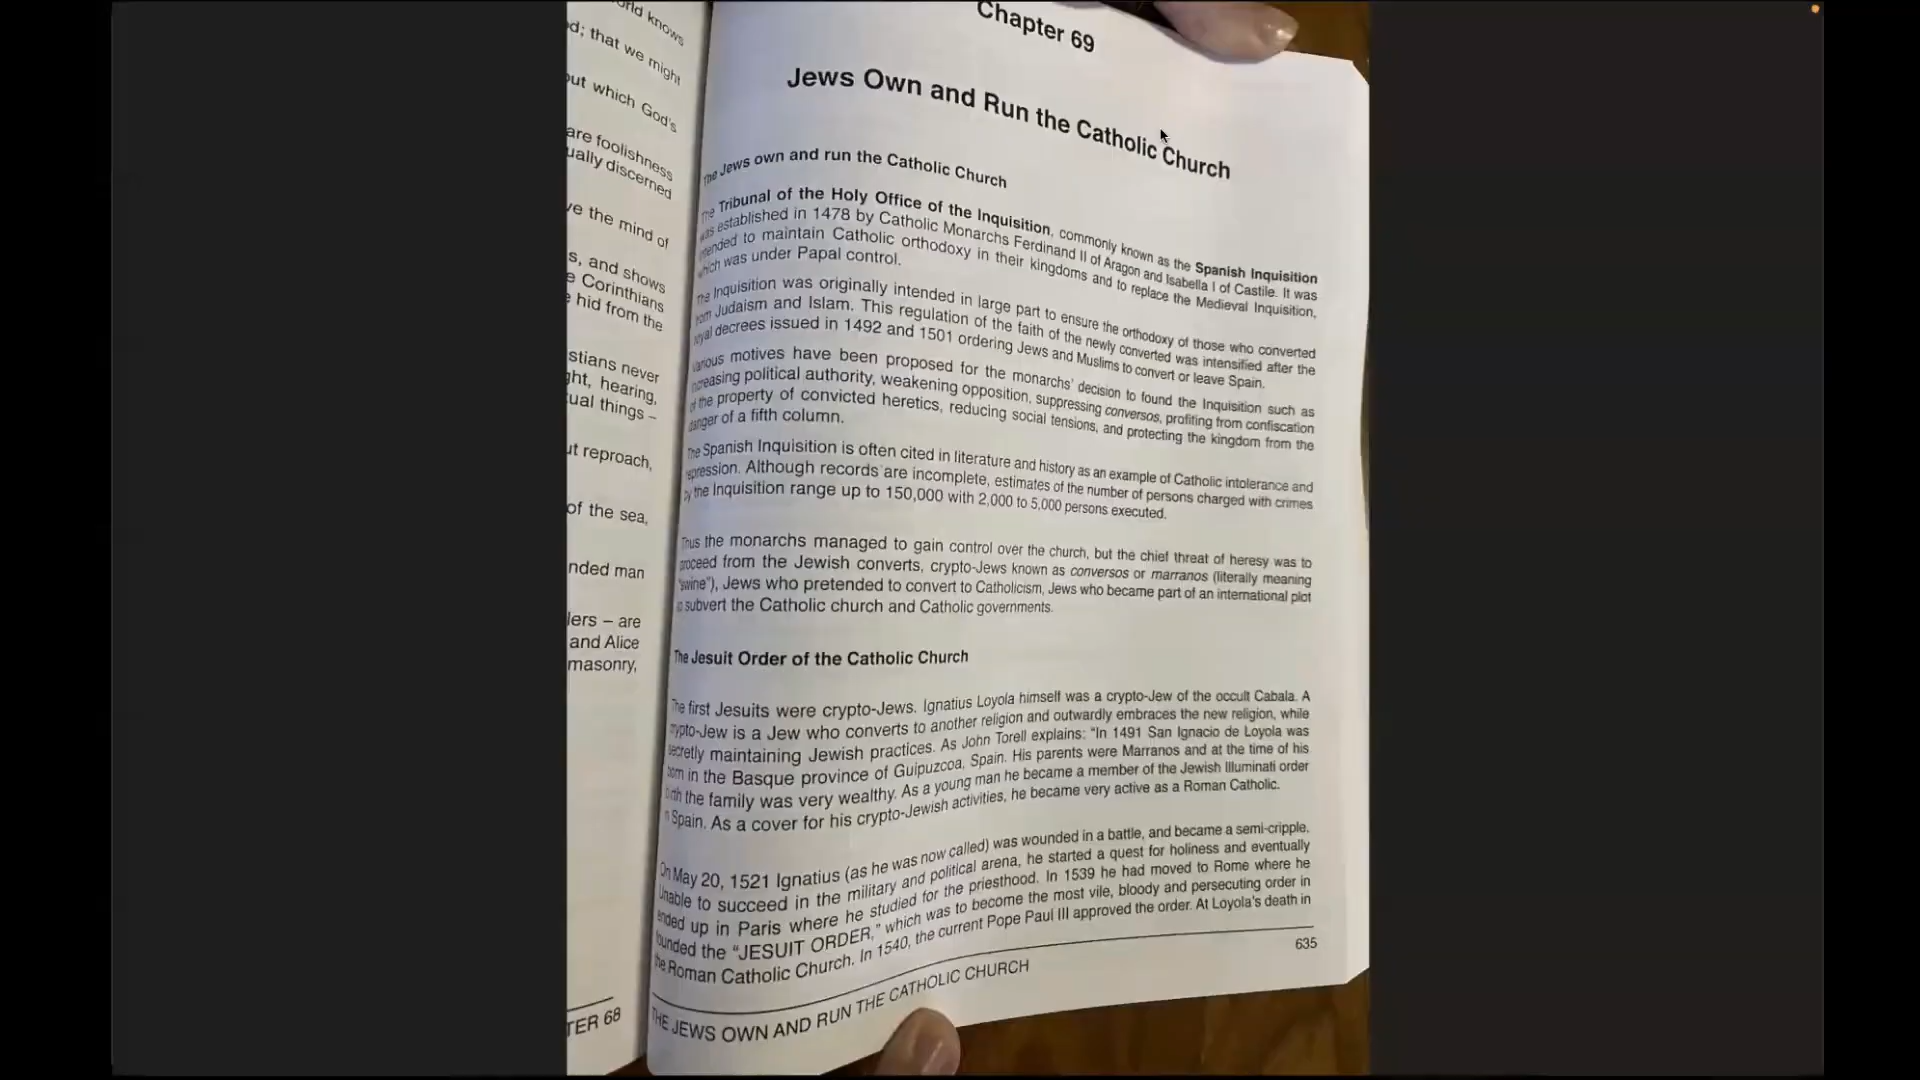 orld knows
d; that we might
out which God's
are foolishness
ually discerned
ve the mind of
s, and shows
e Corinthians
e hid from the
stians never
ght, hearing,
tual things –
ut reproach,
of the sea,
nded man
lers – are
and Alice
masonry,
TER 68
Chapter 69
Jews Own and Run the Catholic Church
The Jews own and run the Catholic Church
The Tribunal of the Holy Office of the Inquisition, commonly known as the Spanish Inquisition
was established in 1478 by Catholic Monarchs Ferdinand II of Aragon and Isabella I of Castile. It was
intended to maintain Catholic orthodoxy in their kingdoms and to replace the Medieval Inquisition,
which was under Papal control.
The Inquisition was originally intended in large part to ensure the orthodoxy of those who converted
from Judaism and Islam. This regulation of the faith of the newly converted was intensified after the
royal decrees issued in 1492 and 1501 ordering Jews and Muslims to convert or leave Spain.
Various motives have been proposed for the monarchs' decision to found the Inquisition such as
increasing political authority, weakening opposition, suppressing conversos, profiting from confiscation
of the property of convicted heretics, reducing social tensions, and protecting the kingdom from the
danger of a fifth column.
The Spanish Inquisition is often cited in literature and history as an example of Catholic intolerance and
repression. Although records are incomplete, estimates of the number of persons charged with crimes
by the Inquisition range up to 150,000 with 2,000 to 5,000 persons executed.
Thus the monarchs managed to gain control over the church, but the chief threat of heresy was to
proceed from the Jewish converts, crypto-Jews known as conversos or marranos (literally meaning
"swine"), Jews who pretended to convert to Catholicism, Jews who became part of an international plot
to subvert the Catholic church and Catholic governments.
The Jesuit Order of the Catholic Church
The first Jesuits were crypto-Jews. Ignatius Loyola himself was a crypto-Jew of the occult Cabala. A
crypto-Jew is a Jew who converts to another religion and outwardly embraces the new religion, while
secretly maintaining Jewish practices. As John Torell explains: "In 1491 San Ignacio de Loyola was
born in the Basque province of Guipuzcoa, Spain. His parents were Marranos and at the time of his
birth the family was very wealthy. As a young man he became a member of the Jewish Illuminati order
in Spain. As a cover for his crypto-Jewish activities, he became very active as a Roman Catholic.
On May 20, 1521 Ignatius (as he was now called) was wounded in a battle, and became a semi-cripple.
Unable to succeed in the military and political arena, he started a quest for holiness and eventually
ended up in Paris where he studied for the priesthood. In 1539 he had moved to Rome where he
founded the "JESUIT ORDER," which was to become the most vile, bloody and persecuting order in
the Roman Catholic Church. In 1540, the current Pope Paul III approved the order. At Loyola's death in
635
THE JEWS OWN AND RUN THE CATHOLIC CHURCH